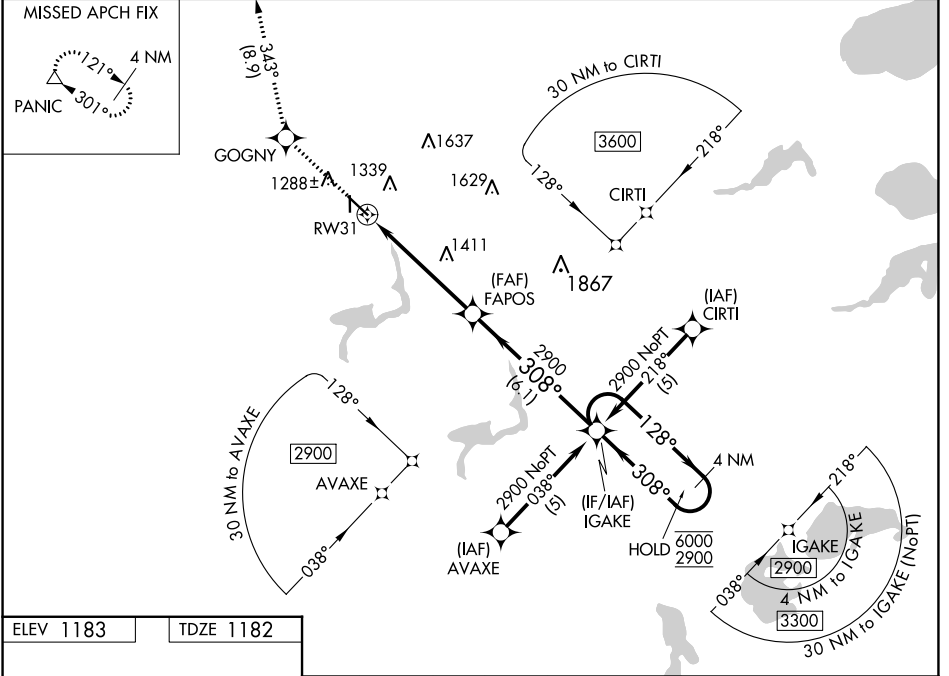 MISSED APCH FIX
4 NM
121°
301°
PANIC
343°
(8.9)
GOGNY
1288±
1339
1637
1629
RW31
1411
1867
30 NM to CIRTI
3600
128°
218°
CIRTI
(FAF)
FAPOS
(IAF)
CIRTI
2900
308°
(6.1)
2900 NoPT
218°
(5)
128°
4 NM
308°
30 NM to AVAXE
128°
2900
AVAXE
038°
2900 NoPT
038°
(5)
(IAF)
AVAXE
(IF/IAF)
IGAKE
HOLD
6000
2900
218°
IGAKE
038°
2900
4 NM to IGAKE
3300
30 NM to IGAKE (NoPT)
ELEV 1183
TDZE 1182